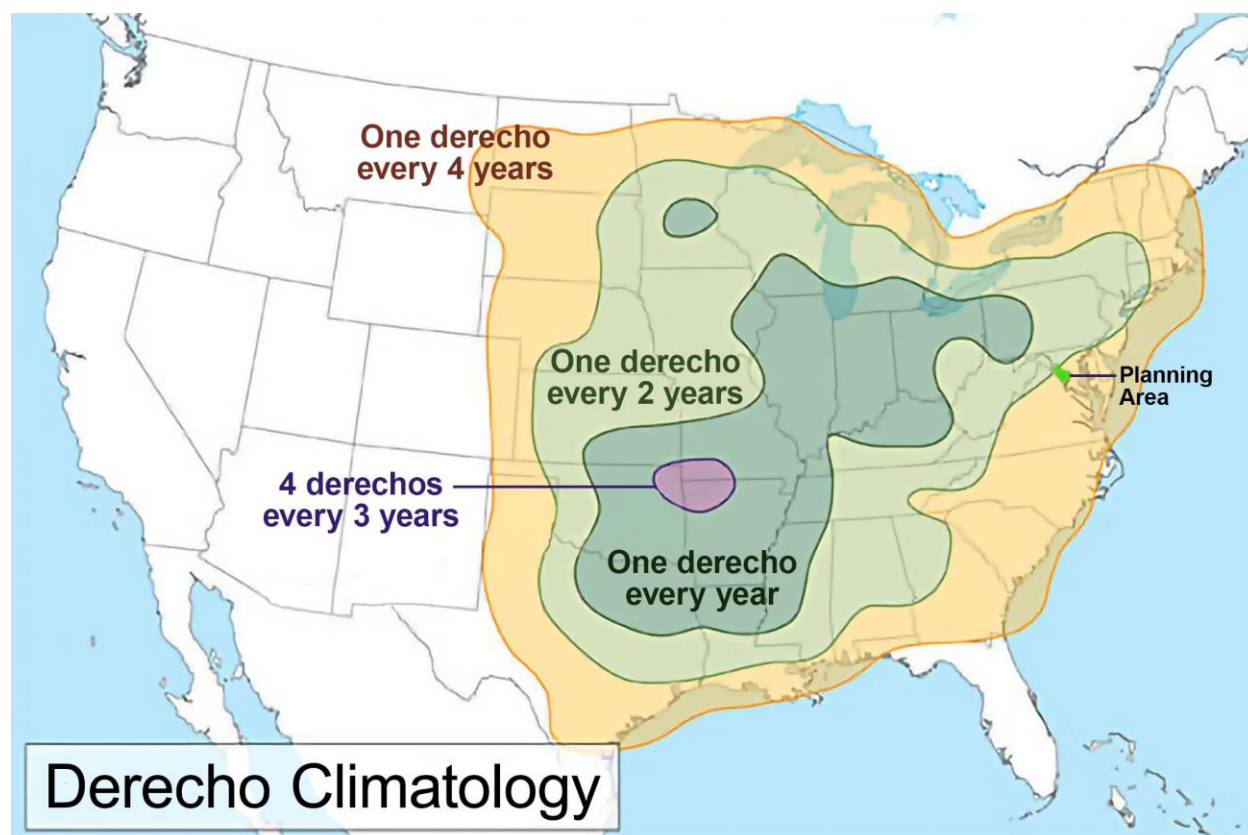 One derecho
every 4 years
One derecho
every 2 years
Planning
Area
4 derechos
every 3 years
One derecho
every year
Derecho Climatology